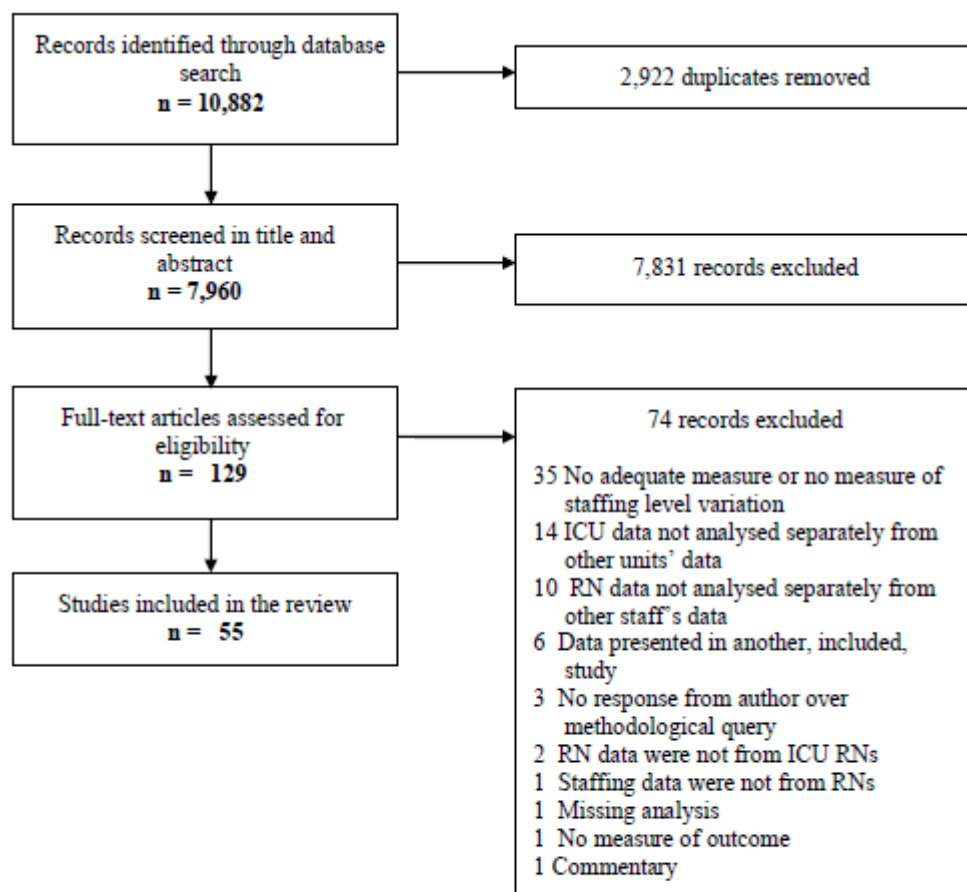 Records identified through database
search
n = 10,882
2,922 duplicates removed
Records screened in title and
abstract
n = 7,960
7,831 records excluded
Full-text articles assessed for
eligibility
n = 129
74 records excluded
35 No adequate measure or no measure of
staffing level variation
14 ICU data not analysed separately from
other units’ data
10 RN data not analysed separately from
other staff’s data
6 Data presented in another, included,
study
3 No response from author over
methodological query
2 RN data were not from ICU RNs
1 Staffing data were not from RNs
1 Missing analysis
1 No measure of outcome
1 Commentary
Studies included in the review
n = 55